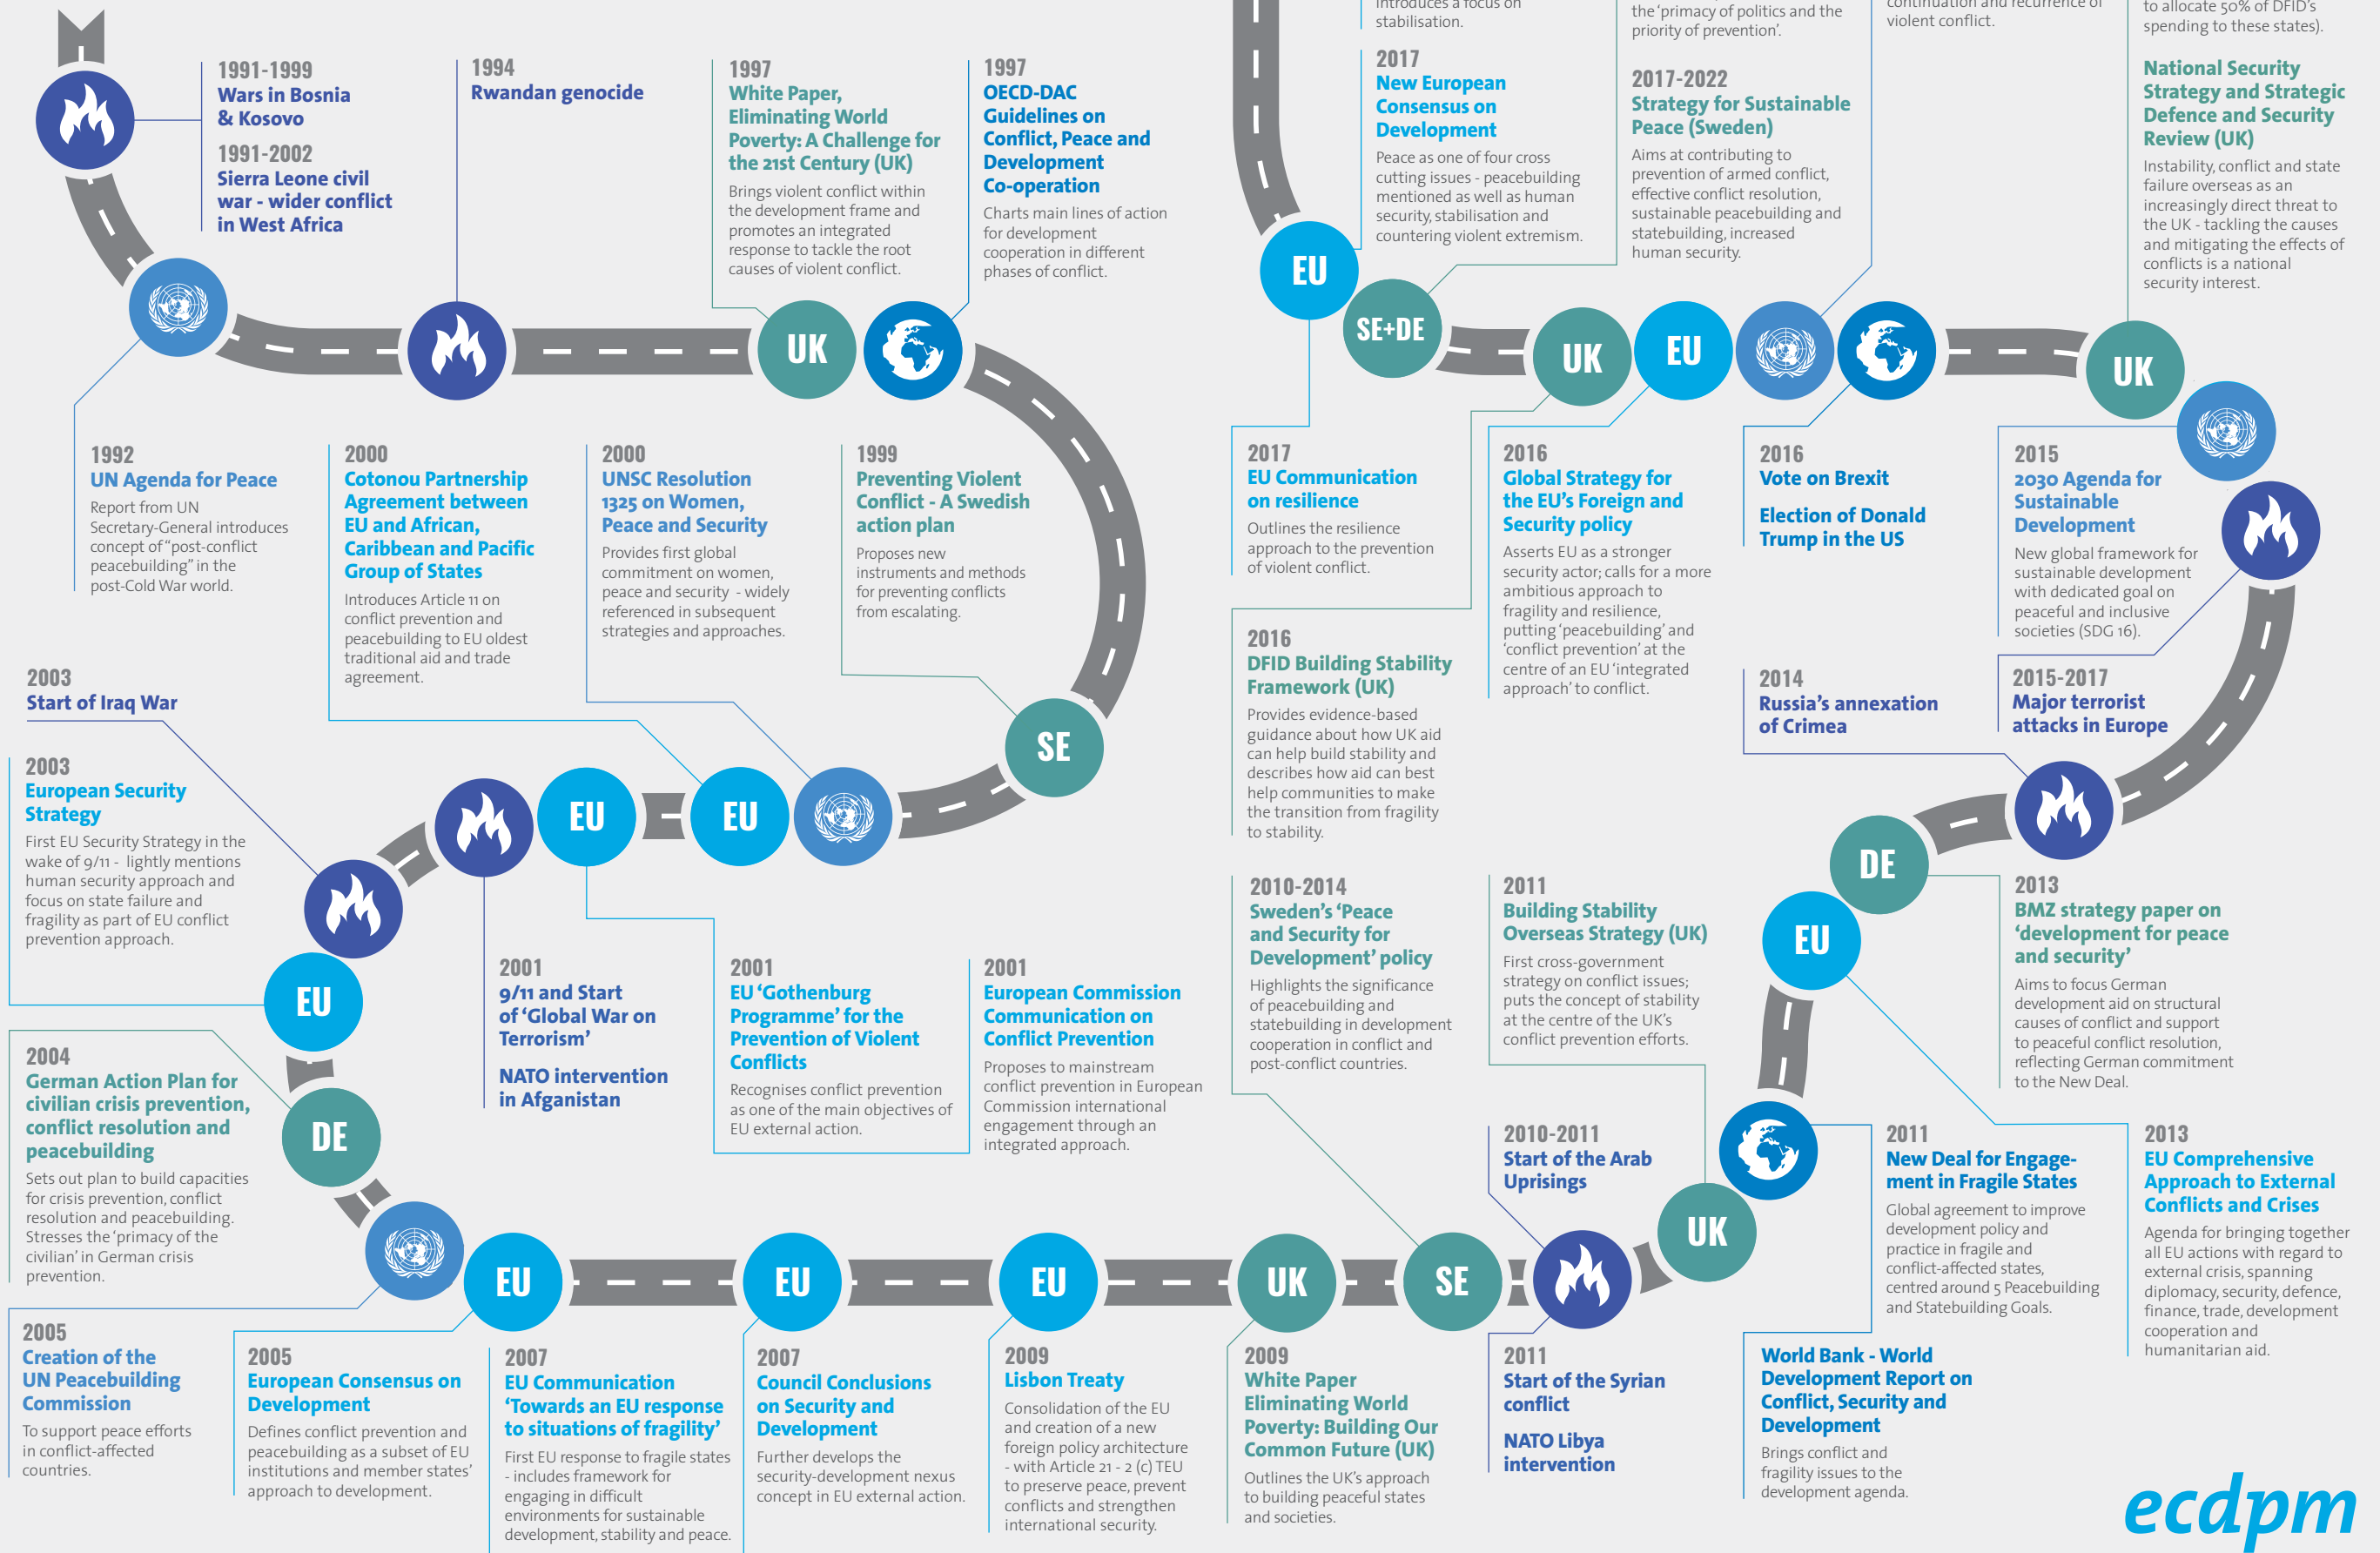 1991-1999
Wars in Bosnia
& Kosovo
1991-2002
Sierra Leone civil
war - wider conflict
in West Africa
1994
Rwandan genocide
1997
White Paper,
Eliminating World
Poverty: A Challenge for
the 21st Century (UK)
Brings violent conflict within
the development frame and
promotes an integrated
response to tackle the root
causes of violent conflict.
1997
OECD-DAC
Guidelines on
Conflict, Peace and
Development
Co-operation
Charts main lines of action
for development
cooperation in different
phases of conflict.
UK
1992
UN Agenda for Peace
Report from UN
Secretary-General introduces
concept of “post-conflict
peacebuilding” in the
post-Cold War world.
2000
Cotonou Partnership
Agreement between
EU and African,
Caribbean and Pacific
Group of States
Introduces Article 11 on
conflict prevention and
peacebuilding to EU oldest
traditional aid and trade
agreement.
2000
UNSC Resolution
1325 on Women,
Peace and Security
Provides first global
commitment on women,
peace and security - widely
referenced in subsequent
strategies and approaches.
1999
Preventing Violent
Conflict - A Swedish
action plan
Proposes new
instruments and methods
for preventing conflicts
from escalating.
SE
2003
Start of Iraq War
2003
European Security
Strategy
First EU Security Strategy in the
wake of 9/11 - lightly mentions
human security approach and
focus on state failure and
fragility as part of EU conflict
prevention approach.
EU
EU
EU
2001
9/11 and Start
of ‘Global War on
Terrorism’
NATO intervention
in Afganistan
2001
EU ‘Gothenburg
Programme’ for the
Prevention of Violent
Conflicts
Recognises conflict prevention
as one of the main objectives of
EU external action.
2001
European Commission
Communication on
Conflict Prevention
Proposes to mainstream
conflict prevention in European
Commission international
engagement through an
integrated approach.
2004
German Action Plan for
civilian crisis prevention,
conflict resolution and
peacebuilding
Sets out plan to build capacities
for crisis prevention, conflict
resolution and peacebuilding.
Stresses the ‘primacy of the
civilian’ in German crisis
prevention.
DE
EU
EU
EU
UK
SE
UK
2005
Creation of the
UN Peacebuilding
Commission
To support peace efforts
in conflict-affected
countries.
2005
European Consensus on
Development
Defines conflict prevention and
peacebuilding as a subset of EU
institutions and member states’
approach to development.
2007
EU Communication
‘Towards an EU response
to situations of fragility’
First EU response to fragile states
- includes framework for
engaging in difficult
environments for sustainable
development, stability and peace.
2007
Council Conclusions
on Security and
Development
Further develops the
security-development nexus
concept in EU external action.
2009
Lisbon Treaty
Consolidation of the EU
and creation of a new
foreign policy architecture
- with Article 21 - 2 (c) TEU
to preserve peace, prevent
conflicts and strengthen
international security.
2009
White Paper
Eliminating World
Poverty: Building Our
Common Future (UK)
Outlines the UK’s approach
to building peaceful states
and societies.
2011
Start of the Syrian
conflict
NATO Libya
intervention
World Bank - World
Development Report on
Conflict, Security and
Development
Brings conflict and
fragility issues to the
development agenda.
introduces a focus on
stabilisation.
2017
New European
Consensus on
Development
Peace as one of four cross
cutting issues - peacebuilding
mentioned as well as human
security, stabilisation and
countering violent extremism.
the ‘primacy of politics and the
priority of prevention’.
2017-2022
Strategy for Sustainable
Peace (Sweden)
Aims at contributing to
prevention of armed conflict,
effective conflict resolution,
sustainable peacebuilding and
statebuilding, increased
human security.
continuation and recurrence of
violent conflict.
to allocate 50% of DFID’s
spending to these states).
National Security
Strategy and Strategic
Defence and Security
Review (UK)
Instability, conflict and state
failure overseas as an
increasingly direct threat to
the UK - tackling the causes
and mitigating the effects of
conflicts is a national
security interest.
EU
SE+DE
UK
EU
UK
2017
EU Communication
on resilience
Outlines the resilience
approach to the prevention
of violent conflict.
2016
DFID Building Stability
Framework (UK)
Provides evidence-based
guidance about how UK aid
can help build stability and
describes how aid can best
help communities to make
the transition from fragility
to stability.
2016
Global Strategy for
the EU’s Foreign and
Security policy
Asserts EU as a stronger
security actor; calls for a more
ambitious approach to
fragility and resilience,
putting ‘peacebuilding’ and
‘conflict prevention’ at the
centre of an EU ‘integrated
approach’ to conflict.
2016
Vote on Brexit
Election of Donald
Trump in the US
2015
2030 Agenda for
Sustainable
Development
New global framework for
sustainable development
with dedicated goal on
peaceful and inclusive
societies (SDG 16).
2014
Russia’s annexation
of Crimea
2015-2017
Major terrorist
attacks in Europe
DE
EU
2010-2014
Sweden’s ‘Peace
and Security for
Development’ policy
Highlights the significance
of peacebuilding and
statebuilding in development
cooperation in conflict and
post-conflict countries.
2011
Building Stability
Overseas Strategy (UK)
First cross-government
strategy on conflict issues;
puts the concept of stability
at the centre of the UK’s
conflict prevention efforts.
2013
BMZ strategy paper on
‘development for peace
and security’
Aims to focus German
development aid on structural
causes of conflict and support
to peaceful conflict resolution,
reflecting German commitment
to the New Deal.
2010-2011
Start of the Arab
Uprisings
2011
New Deal for Engage-
ment in Fragile States
Global agreement to improve
development policy and
practice in fragile and
conflict-affected states,
centred around 5 Peacebuilding
and Statebuilding Goals.
2013
EU Comprehensive
Approach to External
Conflicts and Crises
Agenda for bringing together
all EU actions with regard to
external crisis, spanning
diplomacy, security, defence,
finance, trade, development
cooperation and
humanitarian aid.
ecdpm